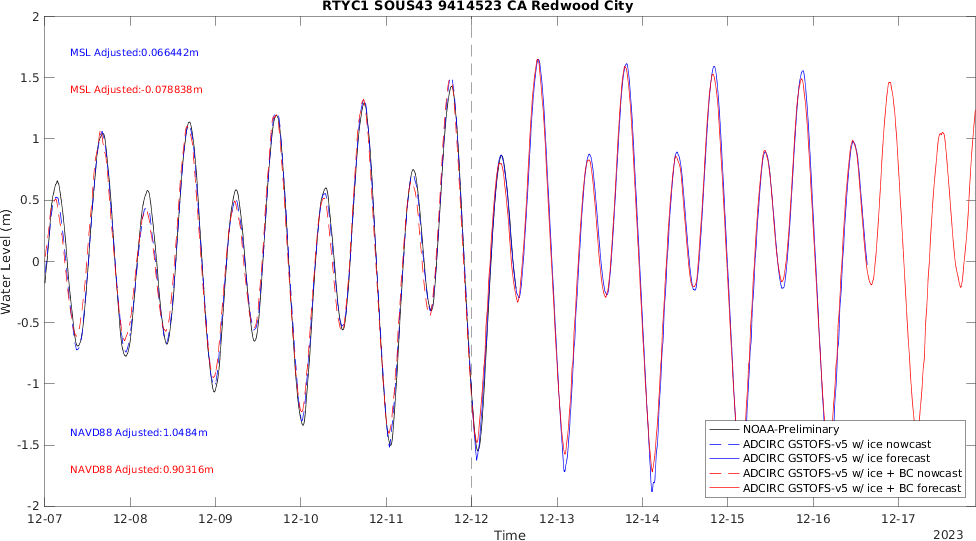 RTYC1 SOUS43 9414523 CA Redwood City
2
1.5
1
0.5
0
-0.5
-1
-1.5
-2
Water Level (m)
MSL Adjusted:0.066442m
MSL Adjusted:-0.078838m
NAVD88 Adjusted:1.0484m
NAVD88 Adjusted:0.90316m
NOAA-Preliminary
ADCIRC GSTOFS-v5 w/ ice nowcast
ADCIRC GSTOFS-v5 w/ ice forecast
ADCIRC GSTOFS-v5 w/ ice + BC nowcast
ADCIRC GSTOFS-v5 w/ ice + BC forecast
12-07 12-08 12-09 12-10 12-11 12-12 12-13 12-14 12-15 12-16 12-17
Time
2023